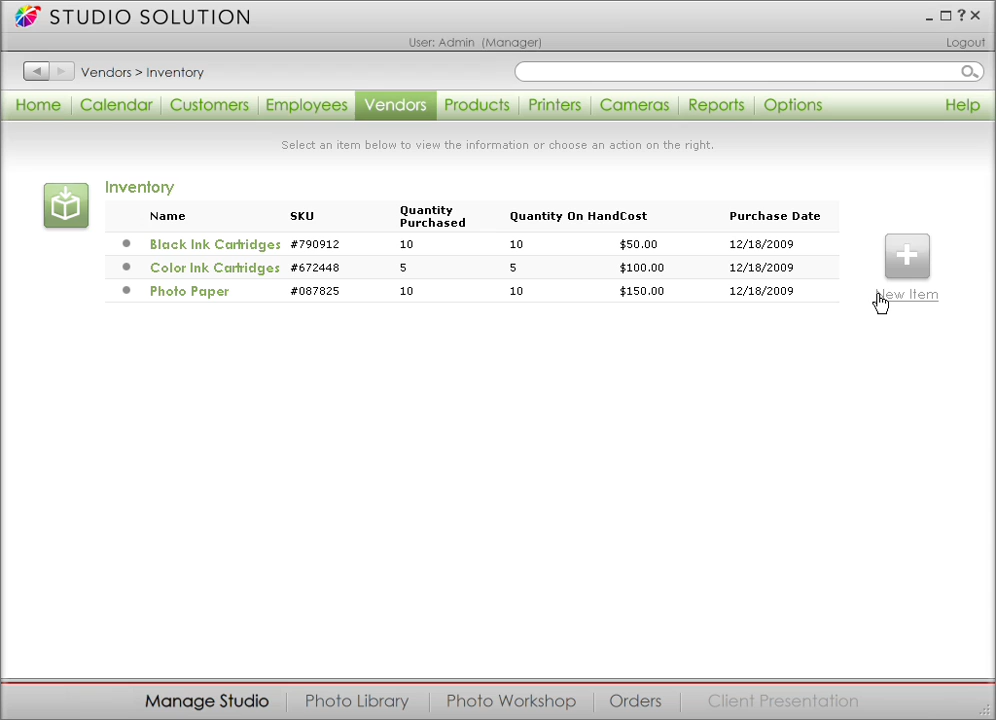 STUDIO SOLUTION
User: Admin (Manager)
Logout
Vendors > Inventory
Home Calendar Customers Employees Vendors Products Printers Cameras Reports Options Help
Select an item below to view the information or choose an action on the right.
Inventory
Name SKU Quantity Purchased Quantity On Hand Cost Purchase Date
Black Ink Cartridges #790912 10 10 $50.00 12/18/2009
Color Ink Cartridges #672448 5 5 $100.00 12/18/2009
Photo Paper #087825 10 10 $150.00 12/18/2009
New Item
Manage Studio Photo Library Photo Workshop Orders Client Presentation